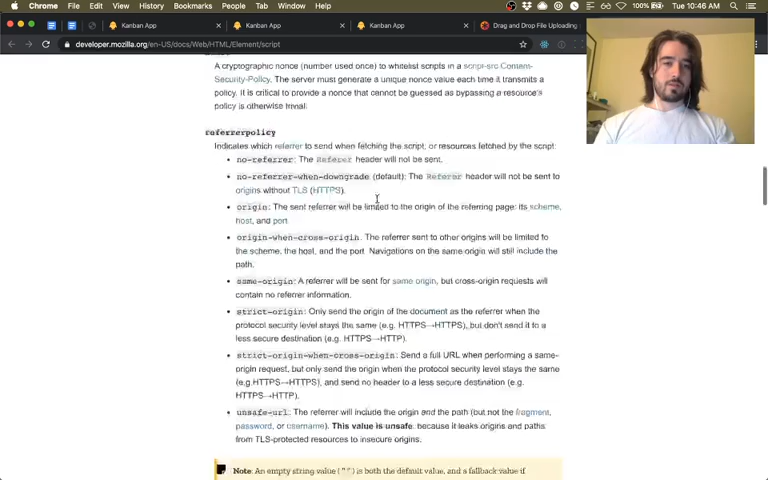 Chrome File Edit View History Bookmarks People Tab Window Help 100% Tue 10:46 AM
Kanban App Kanban App Kanban App Drag and Drop File Uploading
developer.mozilla.org/en-US/docs/Web/HTML/Element/script
A cryptographic nonce (number used once) to whitelist scripts in a script-src Content-
Security-Policy. The server must generate a unique nonce value each time it transmits a
policy. It is critical to provide a nonce that cannot be guessed as bypassing a resource's
policy is otherwise trivial.
referrerpolicy
Indicates which referrer to send when fetching the script, or resources fetched by the script:
• no-referrer: The Referer header will not be sent.
• no-referrer-when-downgrade (default): The Referer header will not be sent to
origins without TLS (HTTPS).
• origin: The sent referrer will be limited to the origin of the referring page: its scheme,
host, and port.
• origin-when-cross-origin: The referrer sent to other origins will be limited to
the scheme, the host, and the port. Navigations on the same origin will still include the
path.
• same-origin: A referrer will be sent for same origin, but cross-origin requests will
contain no referrer information.
• strict-origin: Only send the origin of the document as the referrer when the
protocol security level stays the same (e.g. HTTPS→HTTPS), but don't send it to a
less secure destination (e.g. HTTPS→HTTP).
• strict-origin-when-cross-origin: Send a full URL when performing a same-
origin request, but only send the origin when the protocol security level stays the same
(e.g.HTTPS→HTTPS), and send no header to a less secure destination (e.g.
HTTPS→HTTP).
• unsafe-url: The referrer will include the origin and the path (but not the fragment,
password, or username). This value is unsafe, because it leaks origins and paths
from TLS-protected resources to insecure origins.
Note: An empty string value ("") is both the default value, and a fallback value if